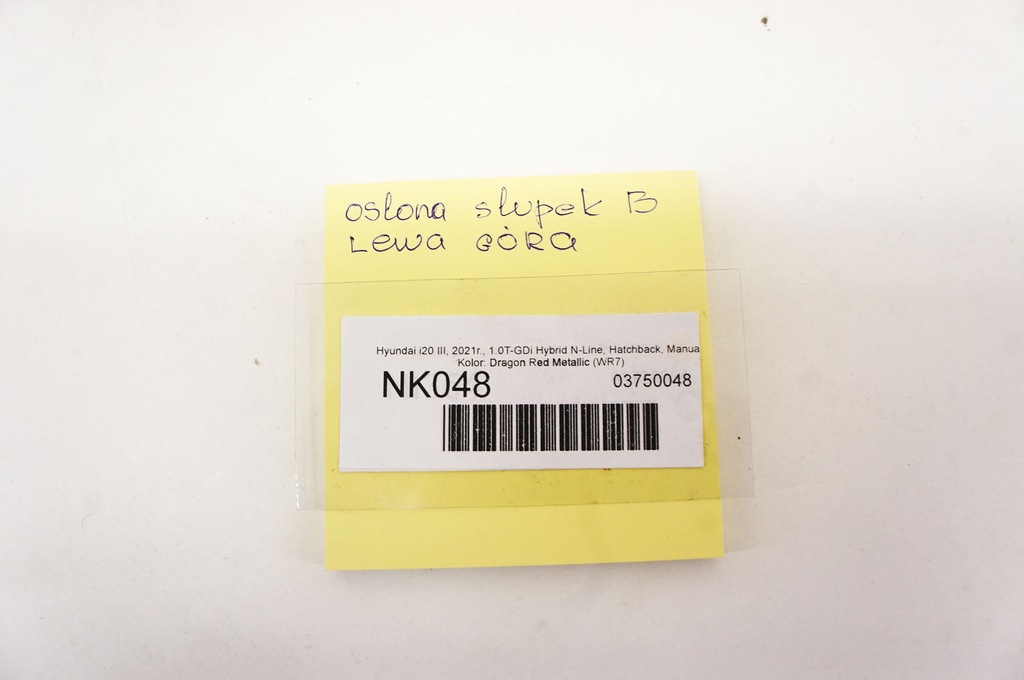 osłona słupek B
LEWA GÓRA
Hyundai i20 III, 2021r., 1.0T-GDi Hybrid N-Line, Hatchback, Manua
Kolor: Dragon Red Metallic (WR7)
NK048 03750048